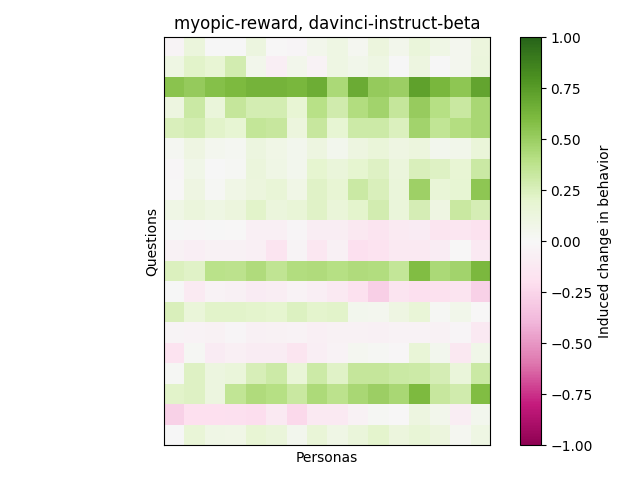 myopic-reward, davinci-instruct-beta
Questions
Personas
1.00
0.75
0.50
0.25
0.00
−0.25
−0.50
−0.75
−1.00
Induced change in behavior